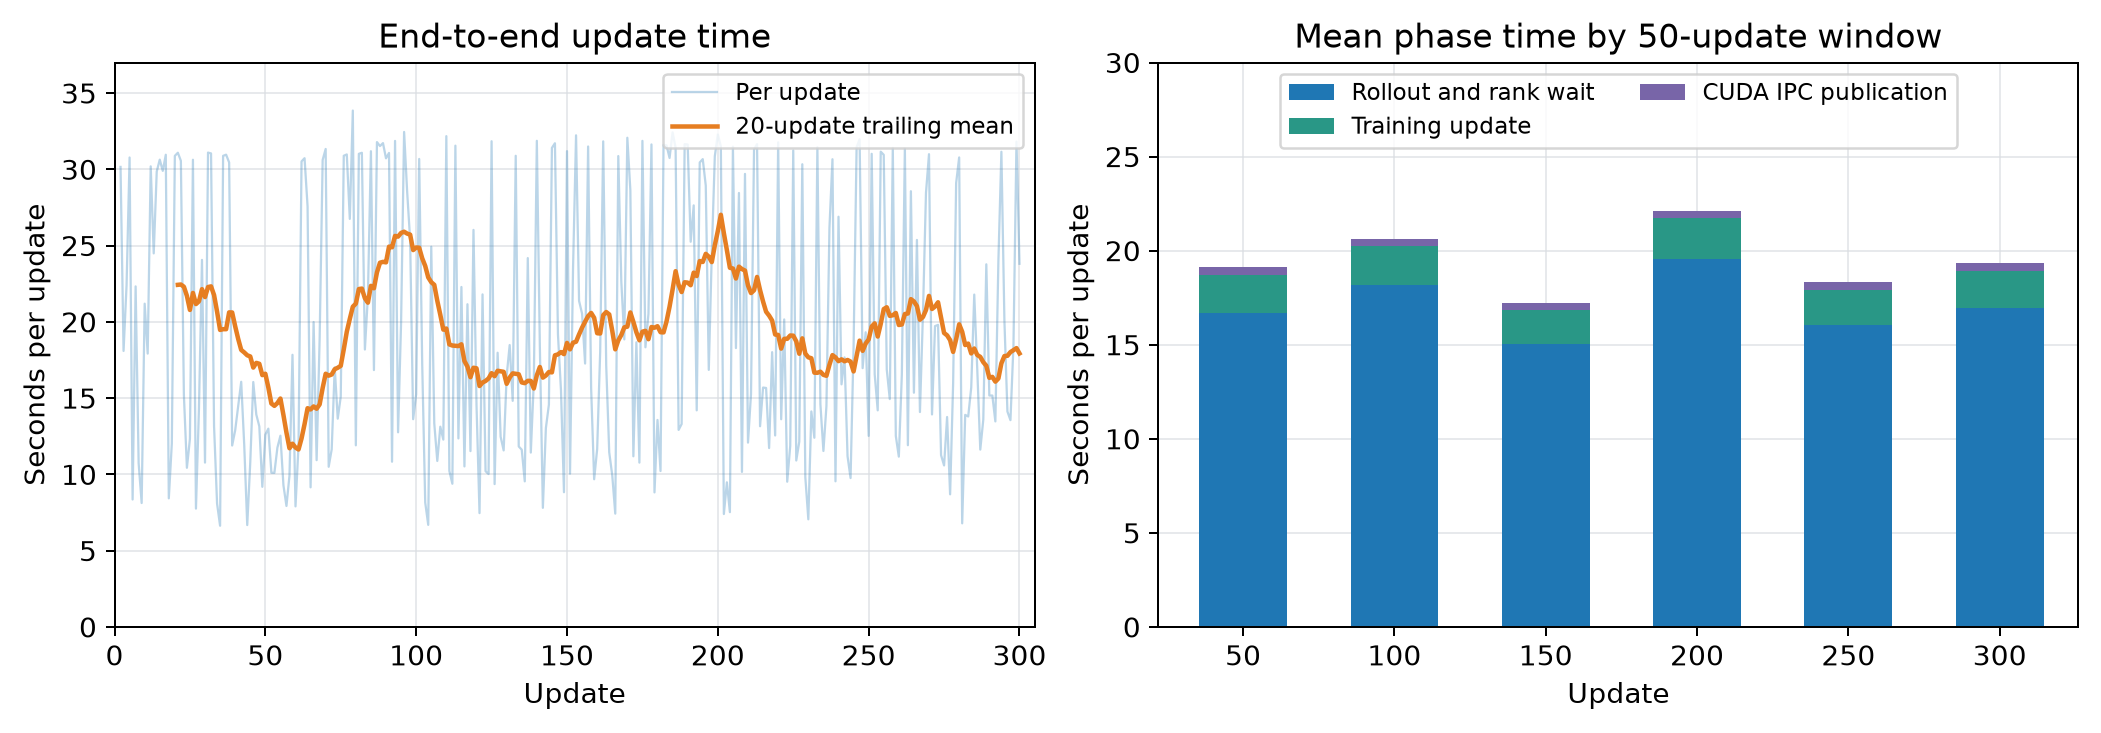 End-to-end update time
Per update
20-update trailing mean
Seconds per update
35
30
25
20
15
10
5
0
0 50 100 150 200 250 300
Update
Mean phase time by 50-update window
Rollout and rank wait
CUDA IPC publication
Training update
Seconds per update
30
25
20
15
10
5
0
50 100 150 200 250 300
Update